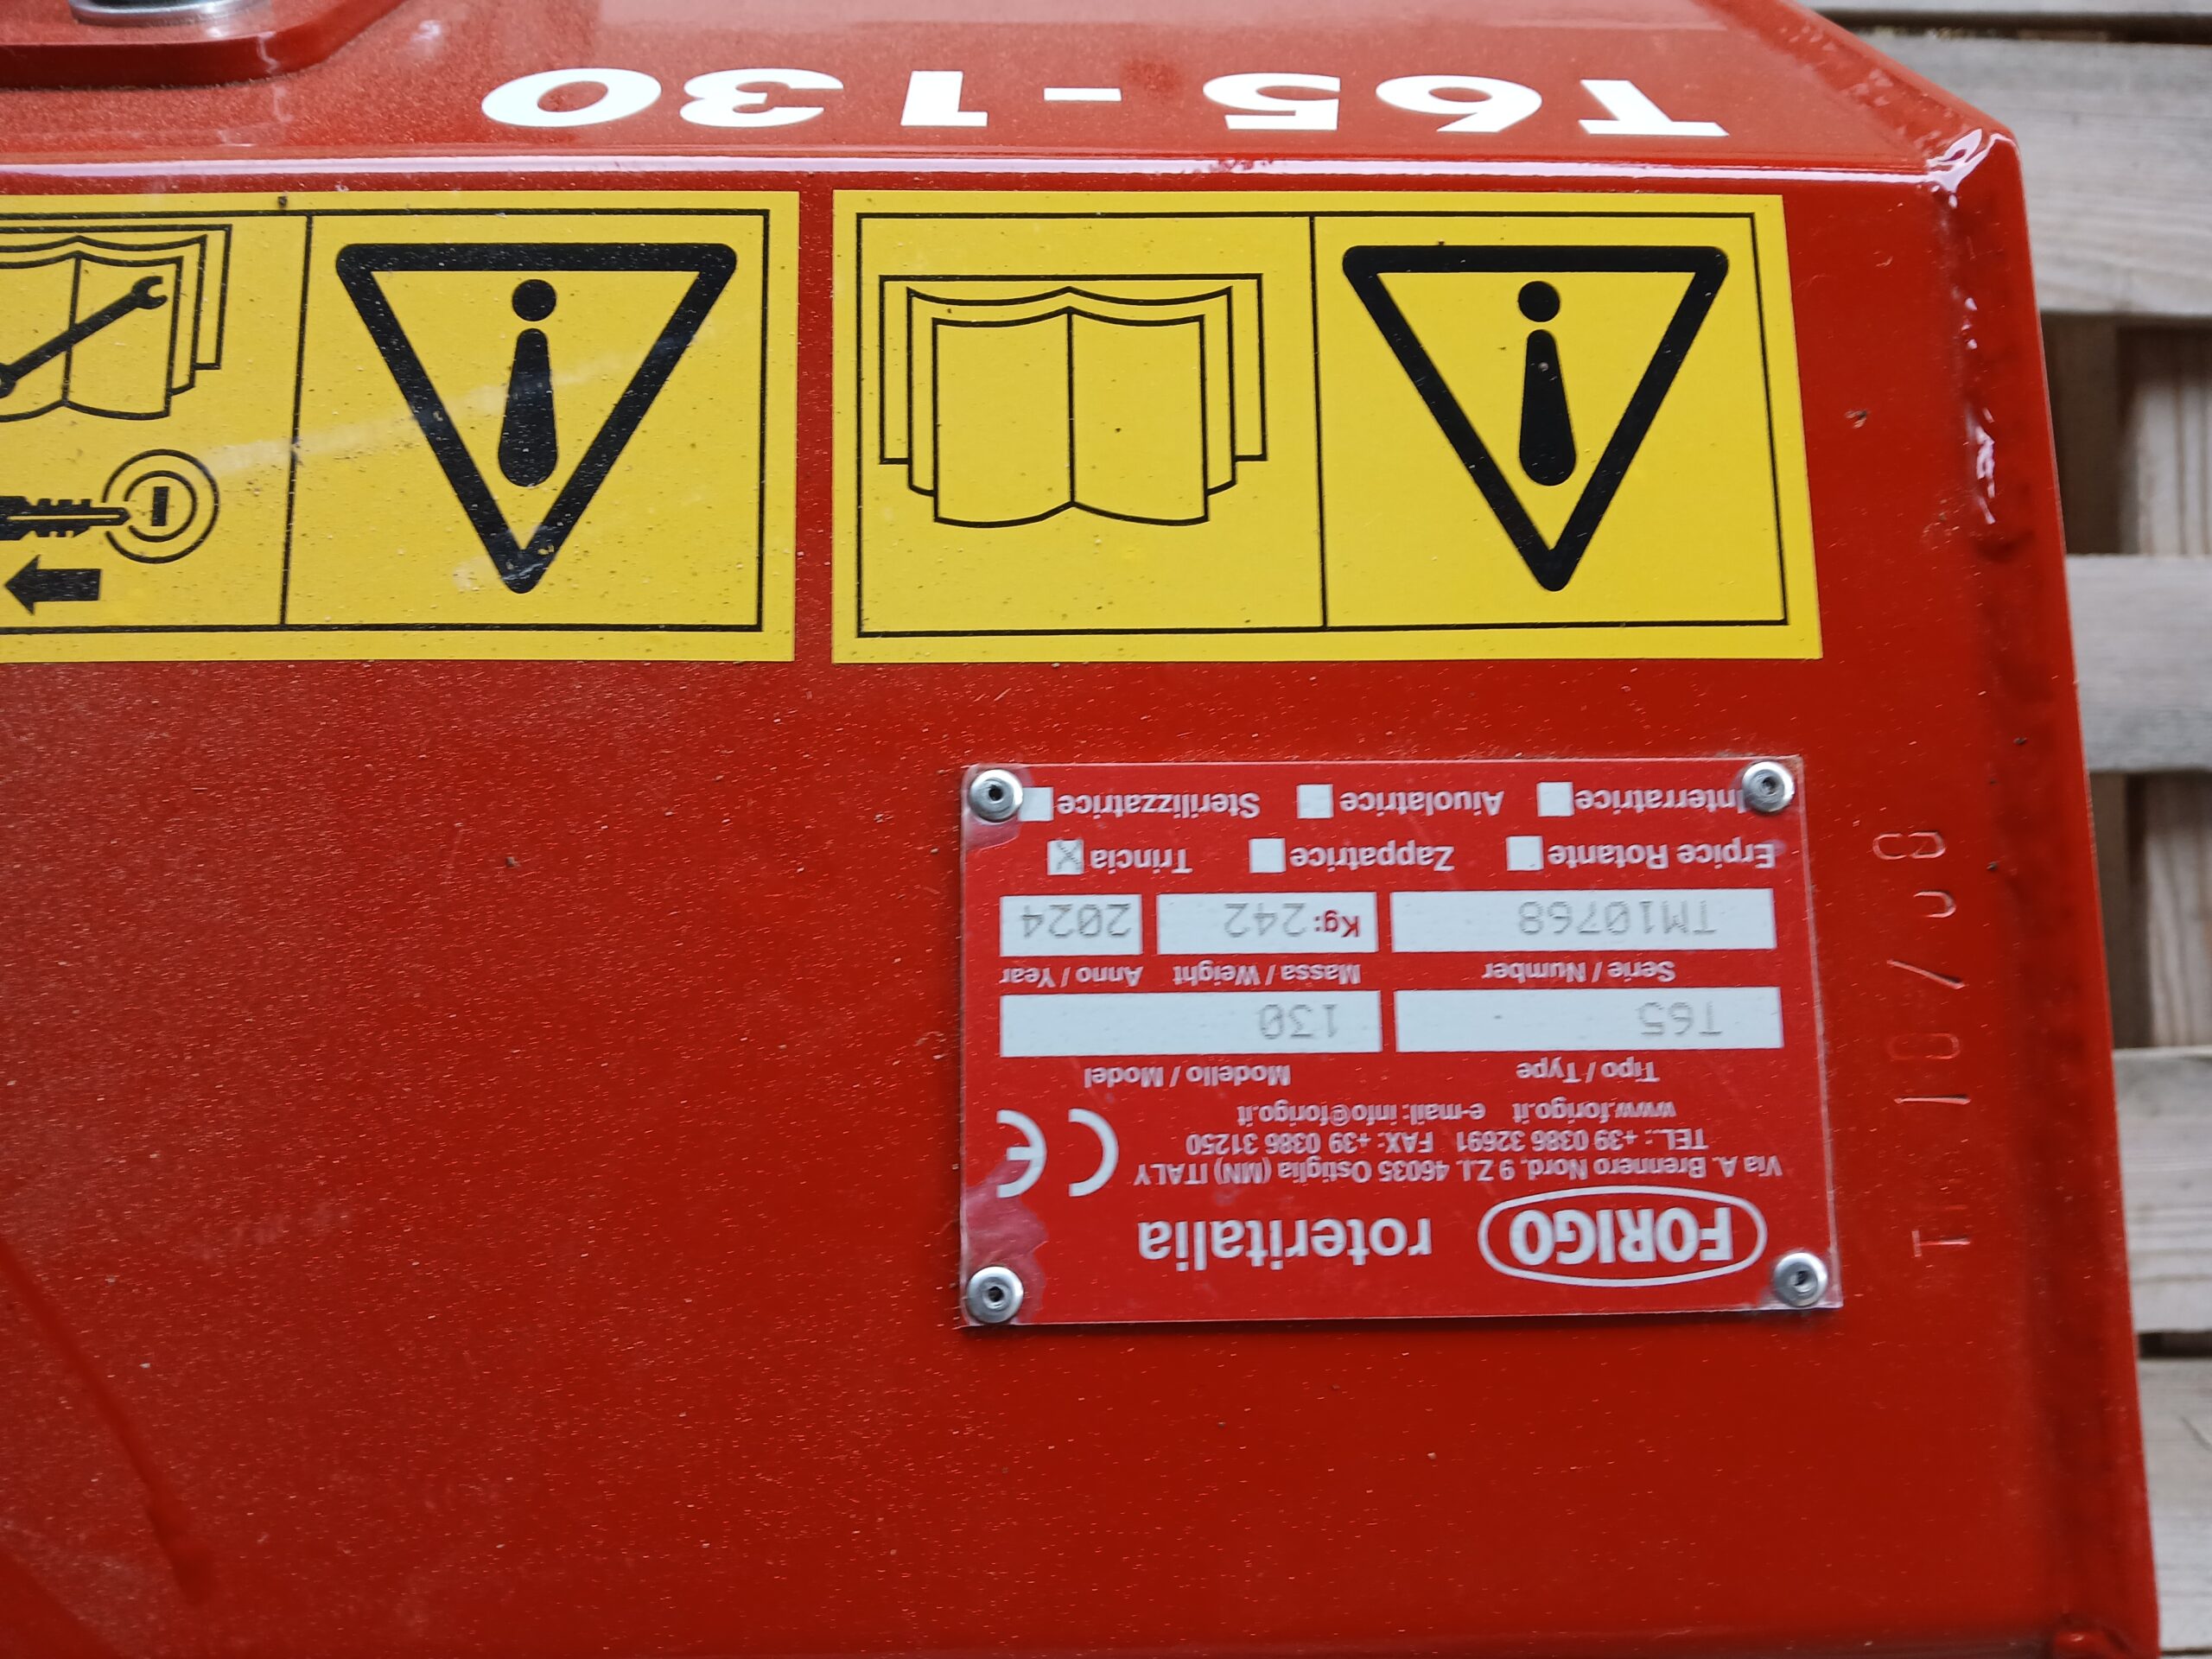 T65-130
FORIGO roteritalia
Via A. Brennero Nord, 9 Z.I. 46035 Ostiglia (MN) ITALY
TEL.: +39 0386 32691 FAX: +39 0386 31250
www.forigo.it e-mail: info@forigo.it
CE
Tipo / Type Modello / Model
T65 130
Serie / Number Massa / Weight Anno / Year
TM10768 Kg: 242 2024
Erpice Rotante Zappatrice Trincia X
Interratrice Aiuolatrice Sterilizzatrice